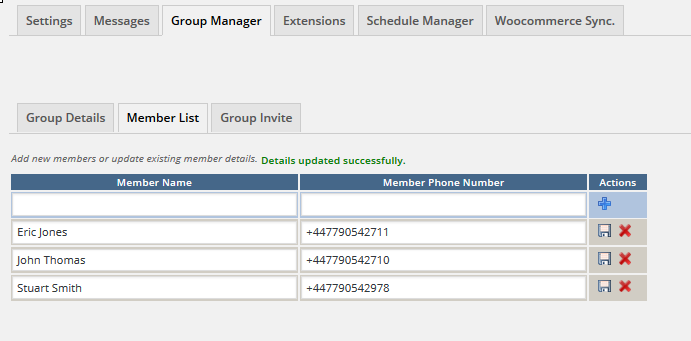 Settings Messages Group Manager Extensions Schedule Manager Woocommerce Sync.
Group Details Member List Group Invite
Add new members or update existing member details. Details updated successfully.
Member Name Member Phone Number Actions
Eric Jones +447790542711
John Thomas +447790542710
Stuart Smith +447790542978